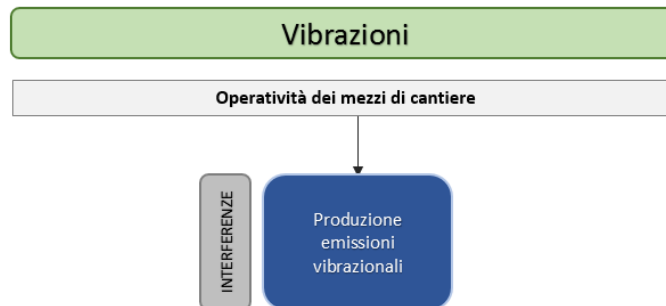 Vibrazioni
Operatività dei mezzi di cantiere
INTERFERENZE
Produzione
emissioni
vibrazionali